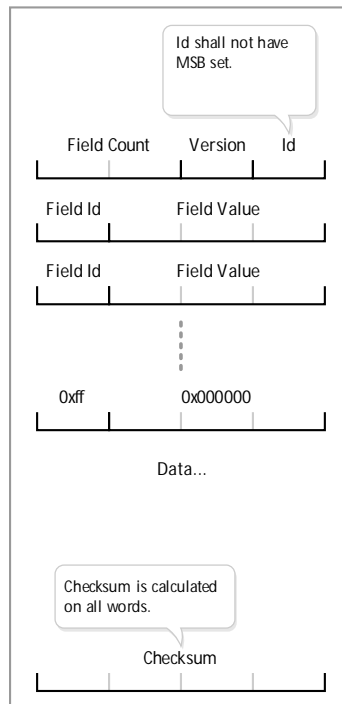 Id shall not have
MSB set.
Field Count Version Id
Field Id Field Value
Field Id Field Value
0xff 0x000000
Data...
Checksum is calculated
on all words.
Checksum